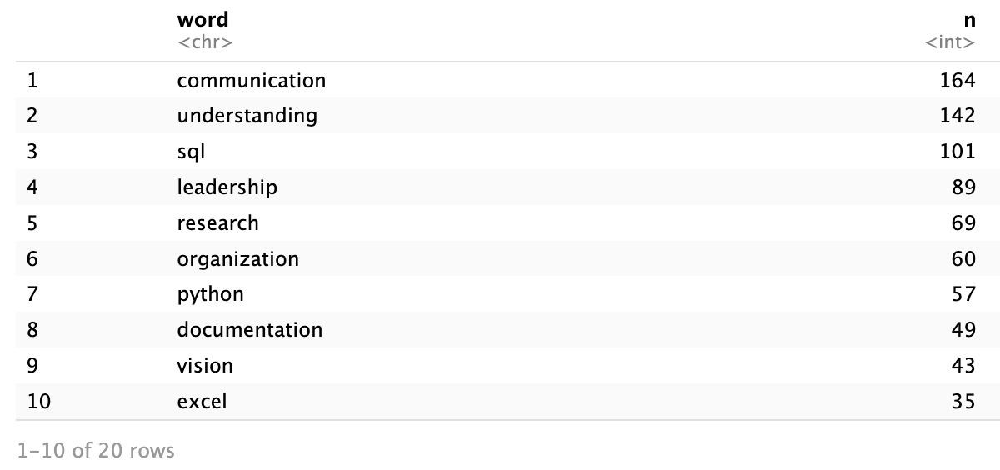 word n
<chr> <int>
1 communication 164
2 understanding 142
3 sql 101
4 leadership 89
5 research 69
6 organization 60
7 python 57
8 documentation 49
9 vision 43
10 excel 35
1–10 of 20 rows